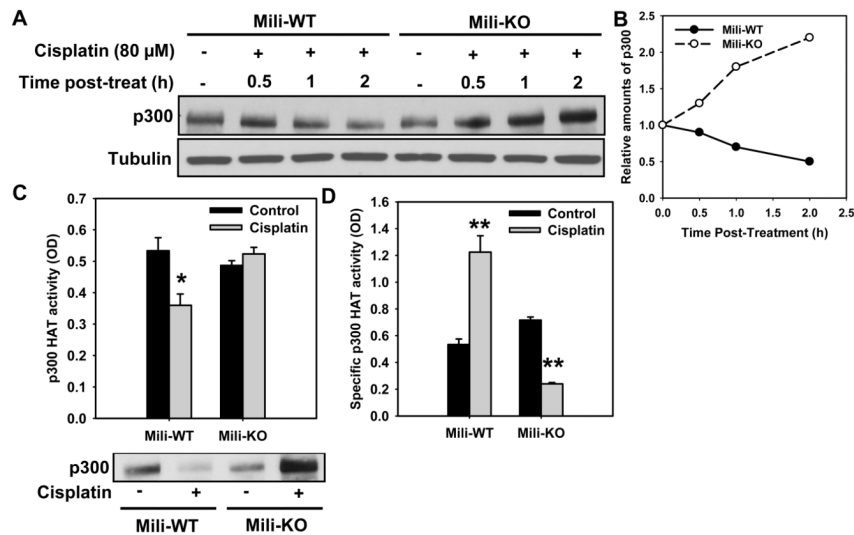 A
Mili-WT Mili-KO
Cisplatin (80 µM) - + + + - + + +
Time post-treat (h) - 0.5 1 2 - 0.5 1 2
p300
Tubulin
B
Relative amounts of p300
2.5
2.0
1.5
1.0
0.5
0.0
Mili-WT
Mili-KO
0.0 0.5 1.0 1.5 2.0 2.5
Time Post-Treatment (h)
C
p300 HAT activity (OD)
0.7
0.6
0.5
0.4
0.3
0.2
0.1
0.0
Control
Cisplatin
*
Mili-WT Mili-KO
p300
Cisplatin - + - +
Mili-WT Mili-KO
D
Specific p300 HAT activity (OD)
1.6
1.4
1.2
1.0
0.8
0.6
0.4
0.2
0.0
Control
Cisplatin
**
**
Mili-WT Mili-KO